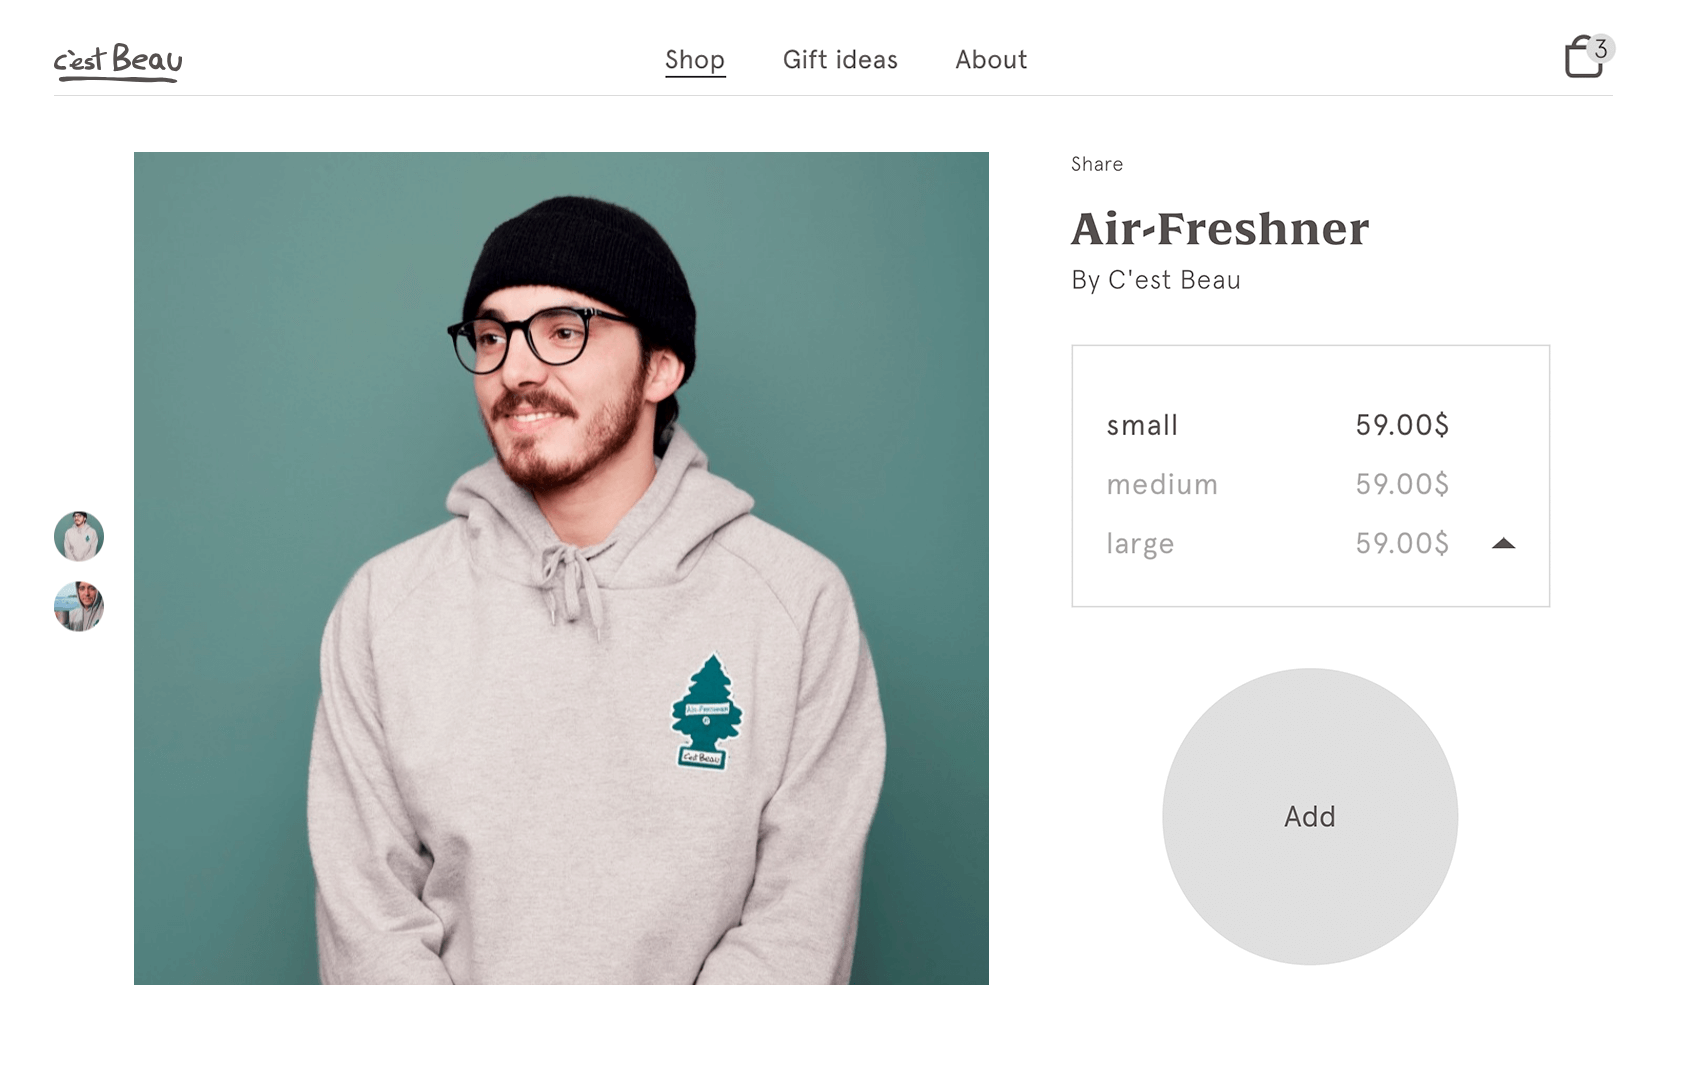 c'est Beau
Shop Gift ideas About
3
Share
Air-Freshner
By C'est Beau
small 59.00$
medium 59.00$
large 59.00$
Add
Air-Freshner
c'est Beau